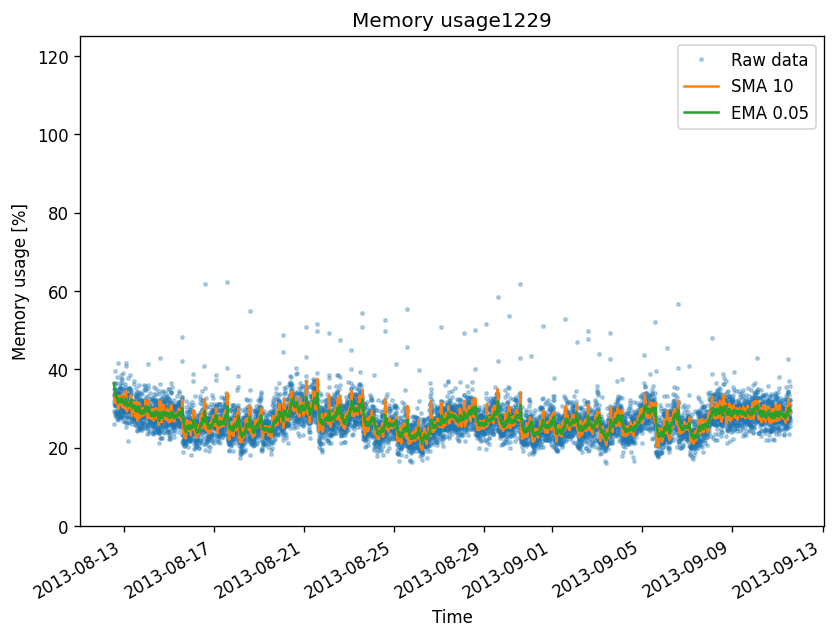 Memory usage1229
Raw data
SMA 10
EMA 0.05
Memory usage [%]
120
100
80
60
40
20
0
2013-08-13
2013-08-17
2013-08-21
2013-08-25
2013-08-29
2013-09-01
2013-09-05
2013-09-09
2013-09-13
Time